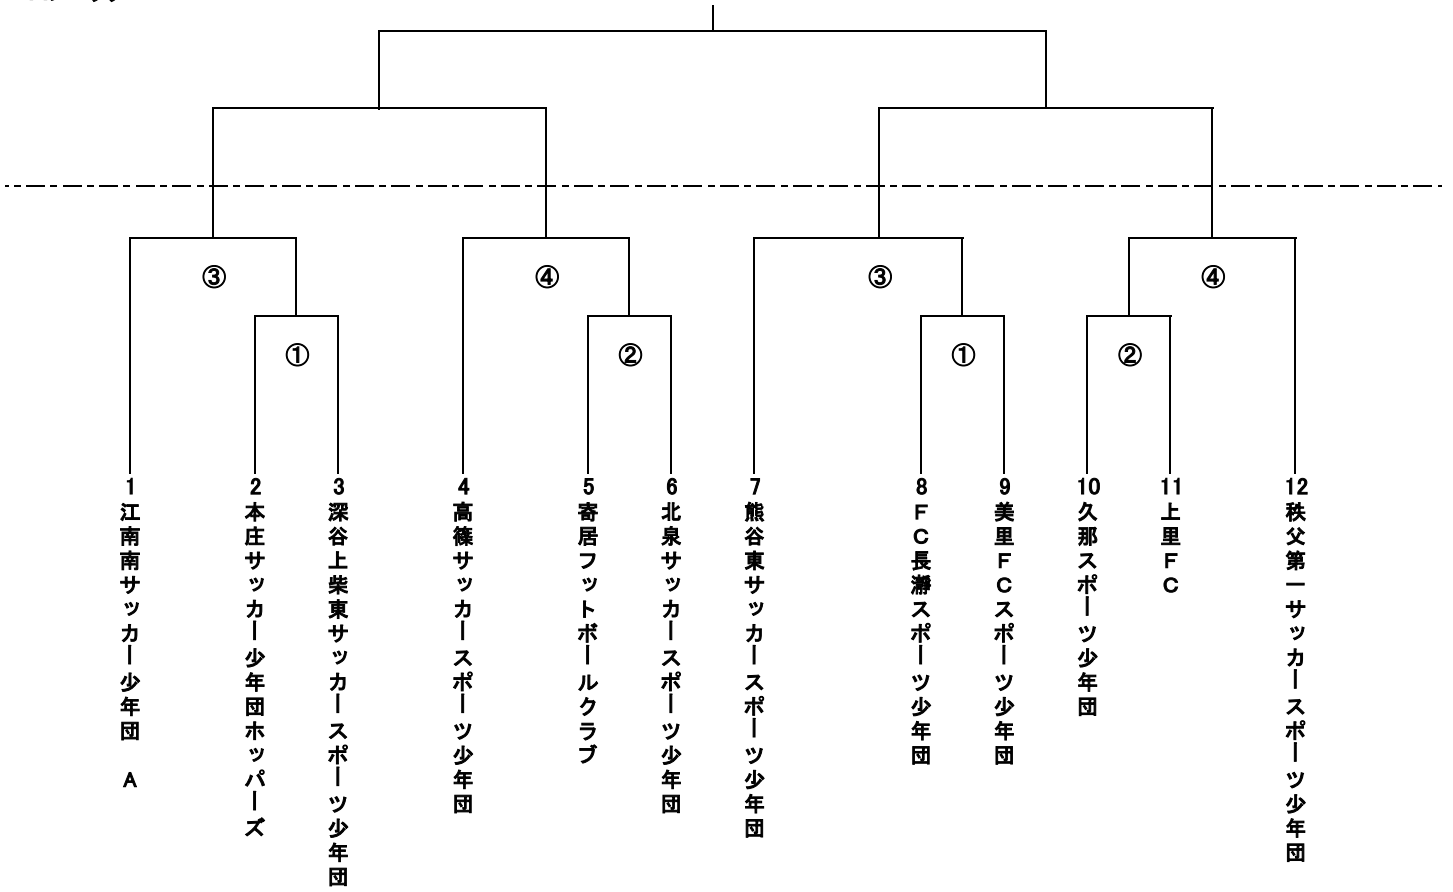 ③ ④ ③ ④
① ② ① ②
1 江南南サッカー少年団 A
2 本庄サッカー少年団ホッパーズ
3 深谷上柴東サッカースポーツ少年団
4 高篠サッカースポーツ少年団
5 寄居フットボールクラブ
6 北泉サッカースポーツ少年団
7 熊谷東サッカースポーツ少年団
8 FC長瀞スポーツ少年団
9 美里FCスポーツ少年団
10 久那スポーツ少年団
11 上里FC
12 秩父第一サッカースポーツ少年団